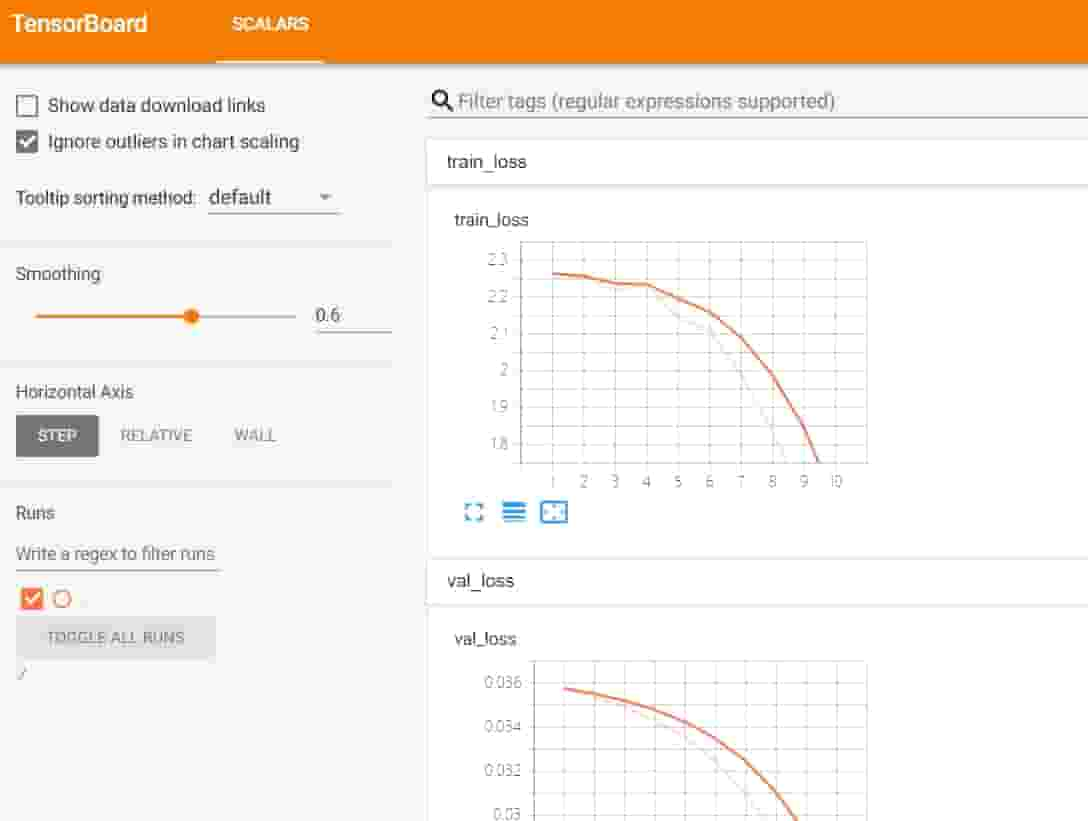 TensorBoard
SCALARS
Show data download links
Ignore outliers in chart scaling
Tooltip sorting method: default
Smoothing
0.6
Horizontal Axis
STEP RELATIVE WALL
Runs
Write a regex to filter runs
TOGGLE ALL RUNS
/
Filter tags (regular expressions supported)
train_loss
train_loss
2.3
2.2
2.1
2
1.9
1.8
1 2 3 4 5 6 7 8 9 10
val_loss
val_loss
0.036
0.034
0.032
0.03